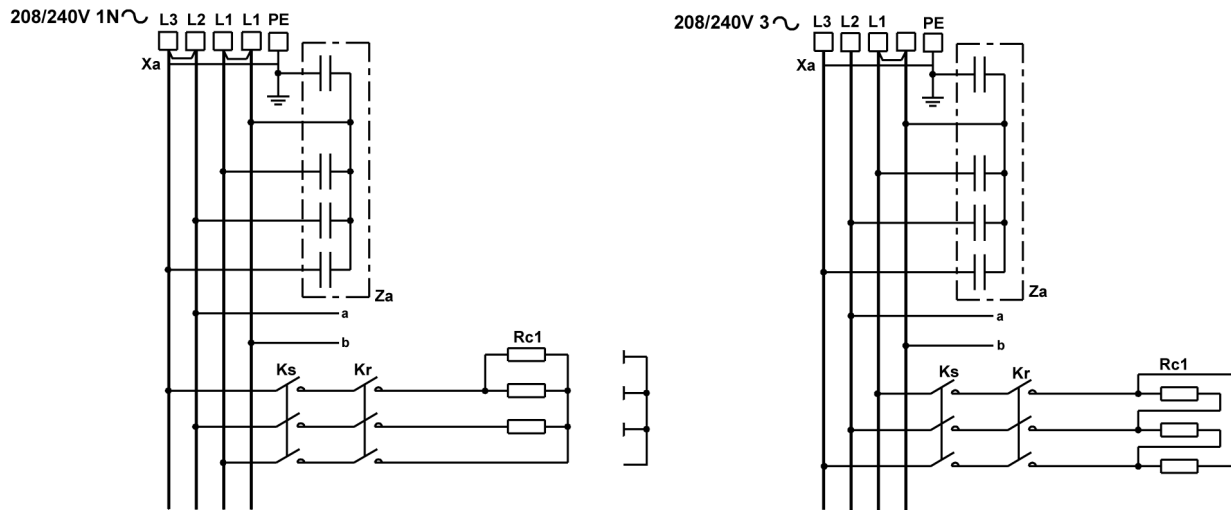 208/240V 1N～ L3 L2 L1 L1 PE
Xa
Za
a
b
Rc1
Ks Kr
208/240V 3～ L3 L2 L1 PE
Xa
Za
a
b
Ks Kr Rc1